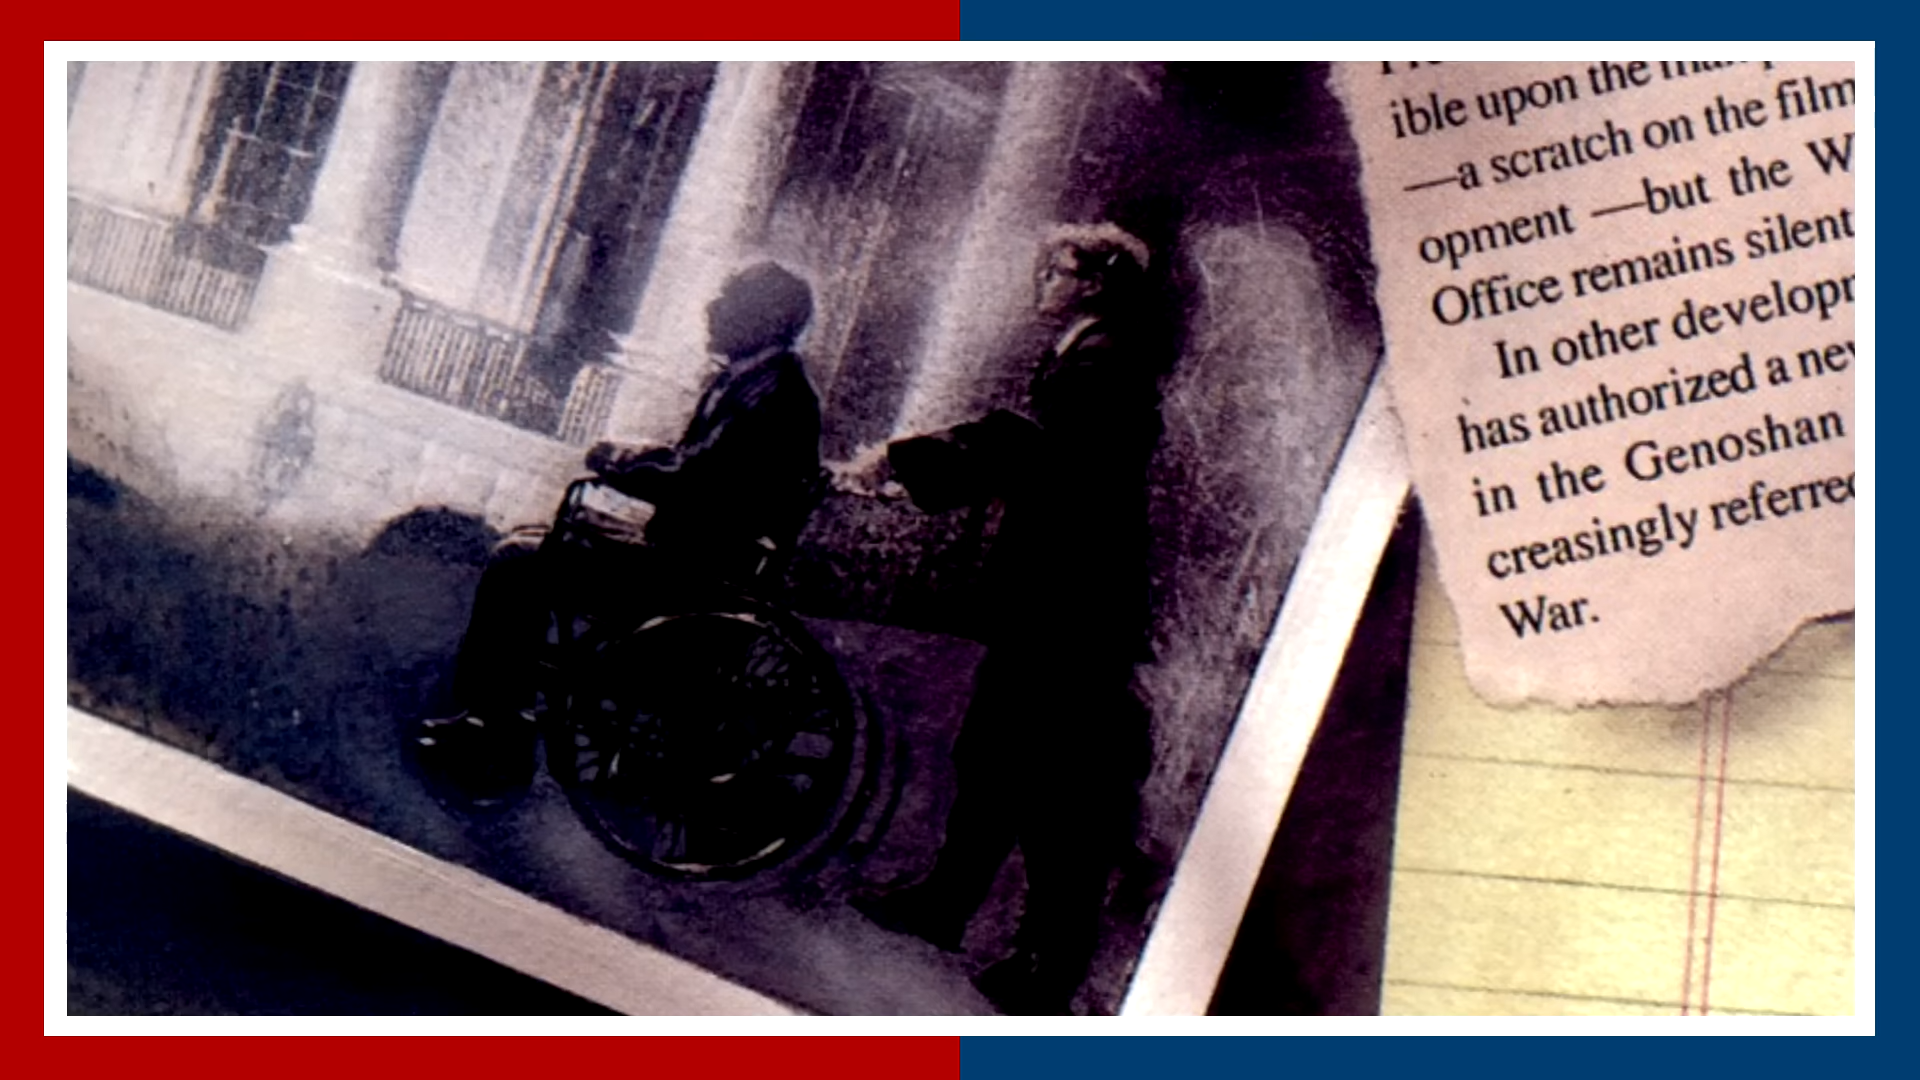 ible upon the
—a scratch on the film
opment —but the W
Office remains silent
In other develop
has authorized a ne
in the Genoshan
creasingly referre
War.